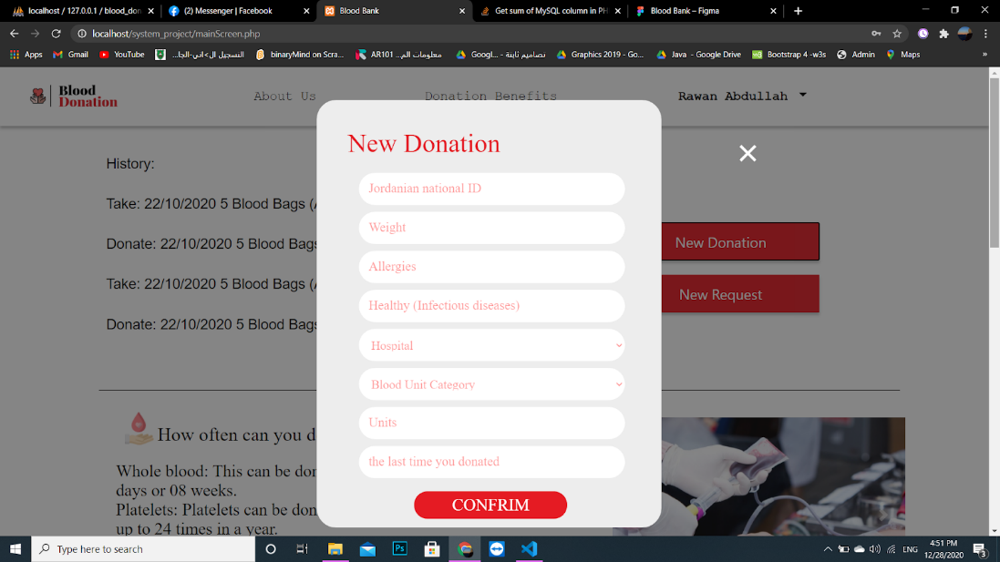 localhost / 127.0.0.1 / blood_don
(2) Messenger | Facebook
Blood Bank
Get sum of MySQL column in PH
Blood Bank – Figma
localhost/system_project/mainScreen.php
Apps
Gmail
YouTube
التسجيل ال>اني-الجا...
binaryMind on Scra...
AR101 معلومات الم...
تصاميم ثابتة - Googl...
Graphics 2019 - Go...
Java - Google Drive
Bootstrap 4 -w3s
Admin
Maps
Blood
Donation
About Us
Donation Benefits
Rawan Abdullah
New Donation
History:
Jordanian national ID
Take: 22/10/2020 5 Blood Bags (
Weight
Donate: 22/10/2020 5 Blood Bags
New Donation
Allergies
Take: 22/10/2020 5 Blood Bags (
New Request
Healthy (Infectious diseases)
Donate: 22/10/2020 5 Blood Bags
Hospital
Blood Unit Category
Units
How often can you d
the last time you donated
Whole blood: This can be don
days or 08 weeks.
CONFRIM
Platelets: Platelets can be don
up to 24 times in a year.
Type here to search
Ps
ENG
4:51 PM
12/28/2020
3